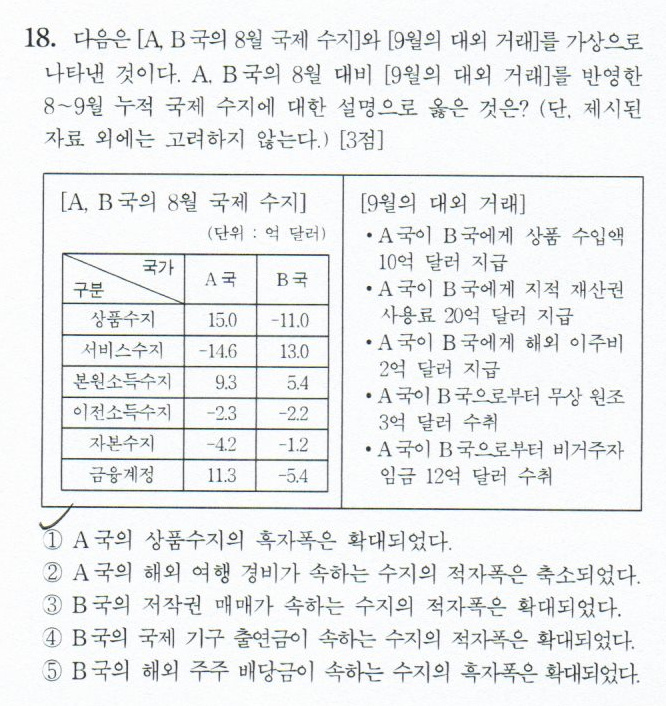 18. 다음은 [A, B국의 8월 국제 수지]와 [9월의 대외 거래]를 가상으로
나타낸 것이다. A, B국의 8월 대비 [9월의 대외 거래]를 반영한
8~9월 누적 국제 수지에 대한 설명으로 옳은 것은? (단, 제시된
자료 외에는 고려하지 않는다.) [3점]
[A, B국의 8월 국제 수지]
(단위 : 억 달러)
국가 구분 A국 B국
상품수지 15.0 -11.0
서비스수지 -14.6 13.0
본원소득수지 9.3 5.4
이전소득수지 -2.3 -2.2
자본수지 -4.2 -1.2
금융계정 11.3 -5.4
[9월의 대외 거래]
• A국이 B국에게 상품 수입액
10억 달러 지급
• A국이 B국에게 지적 재산권
사용료 20억 달러 지급
• A국이 B국에게 해외 이주비
2억 달러 지급
• A국이 B국으로부터 무상 원조
3억 달러 수취
• A국이 B국으로부터 비거주자
임금 12억 달러 수취
① A국의 상품수지의 흑자폭은 확대되었다.
② A국의 해외 여행 경비가 속하는 수지의 적자폭은 축소되었다.
③ B국의 저작권 매매가 속하는 수지의 적자폭은 확대되었다.
④ B국의 국제 기구 출연금이 속하는 수지의 적자폭은 확대되었다.
⑤ B국의 해외 주주 배당금이 속하는 수지의 흑자폭은 확대되었다.